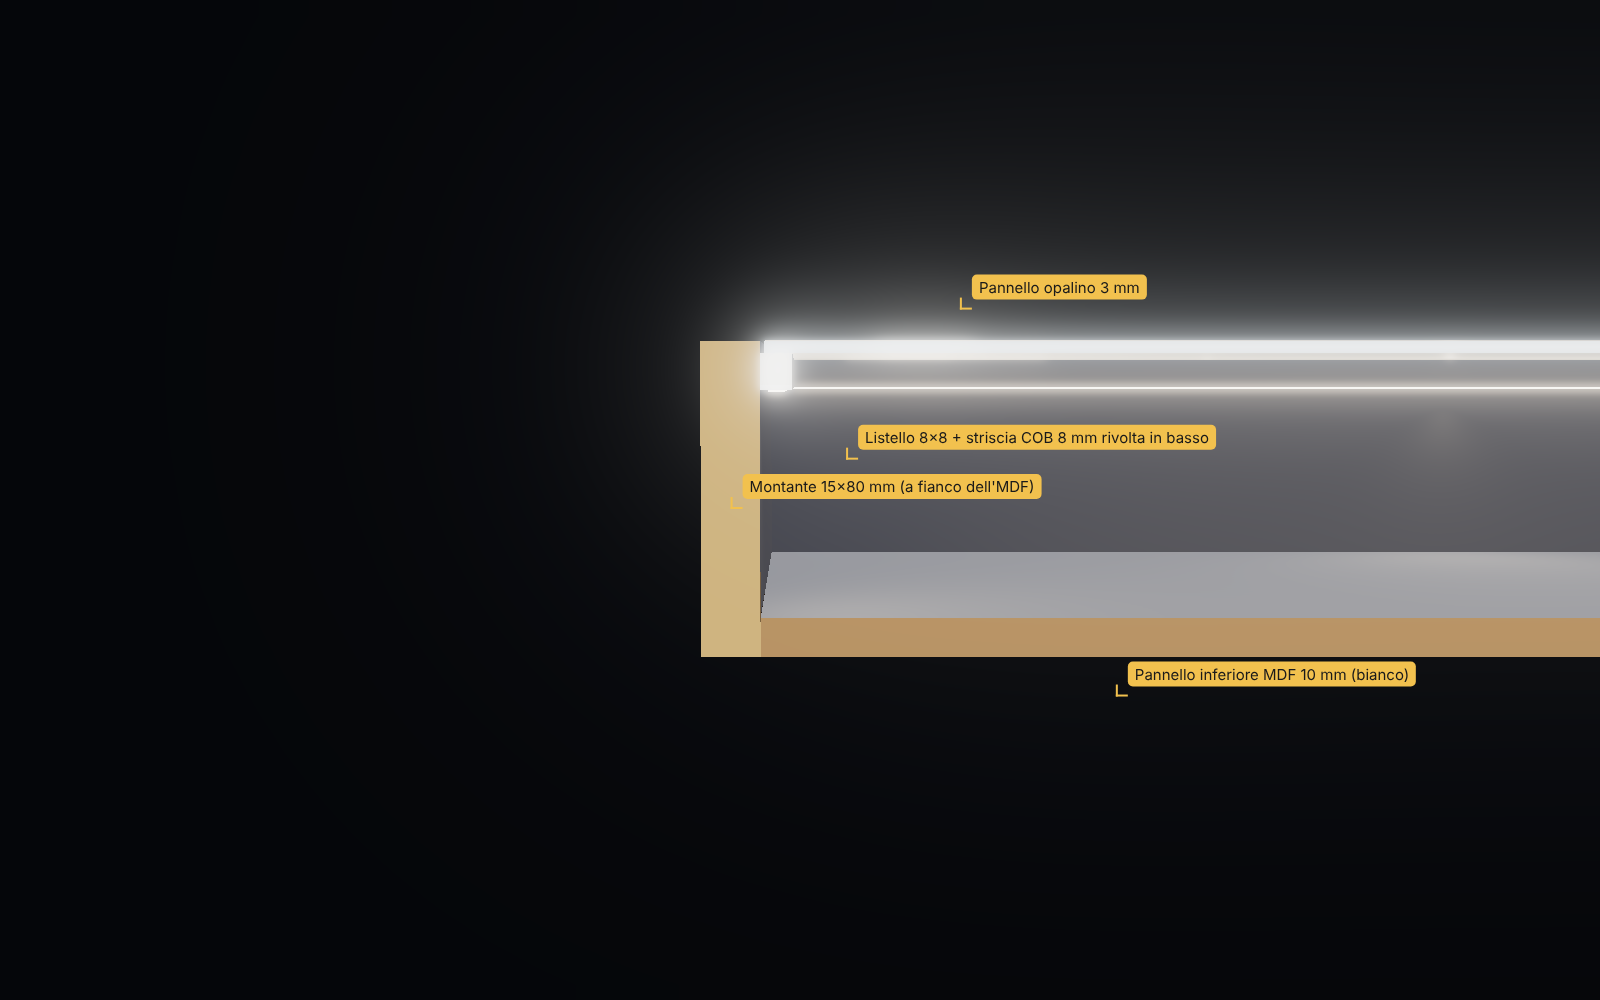 Pannello opalino 3 mm
Listello 8×8 + striscia COB 8 mm rivolta in basso
Montante 15×80 mm (a fianco dell'MDF)
Pannello inferiore MDF 10 mm (bianco)